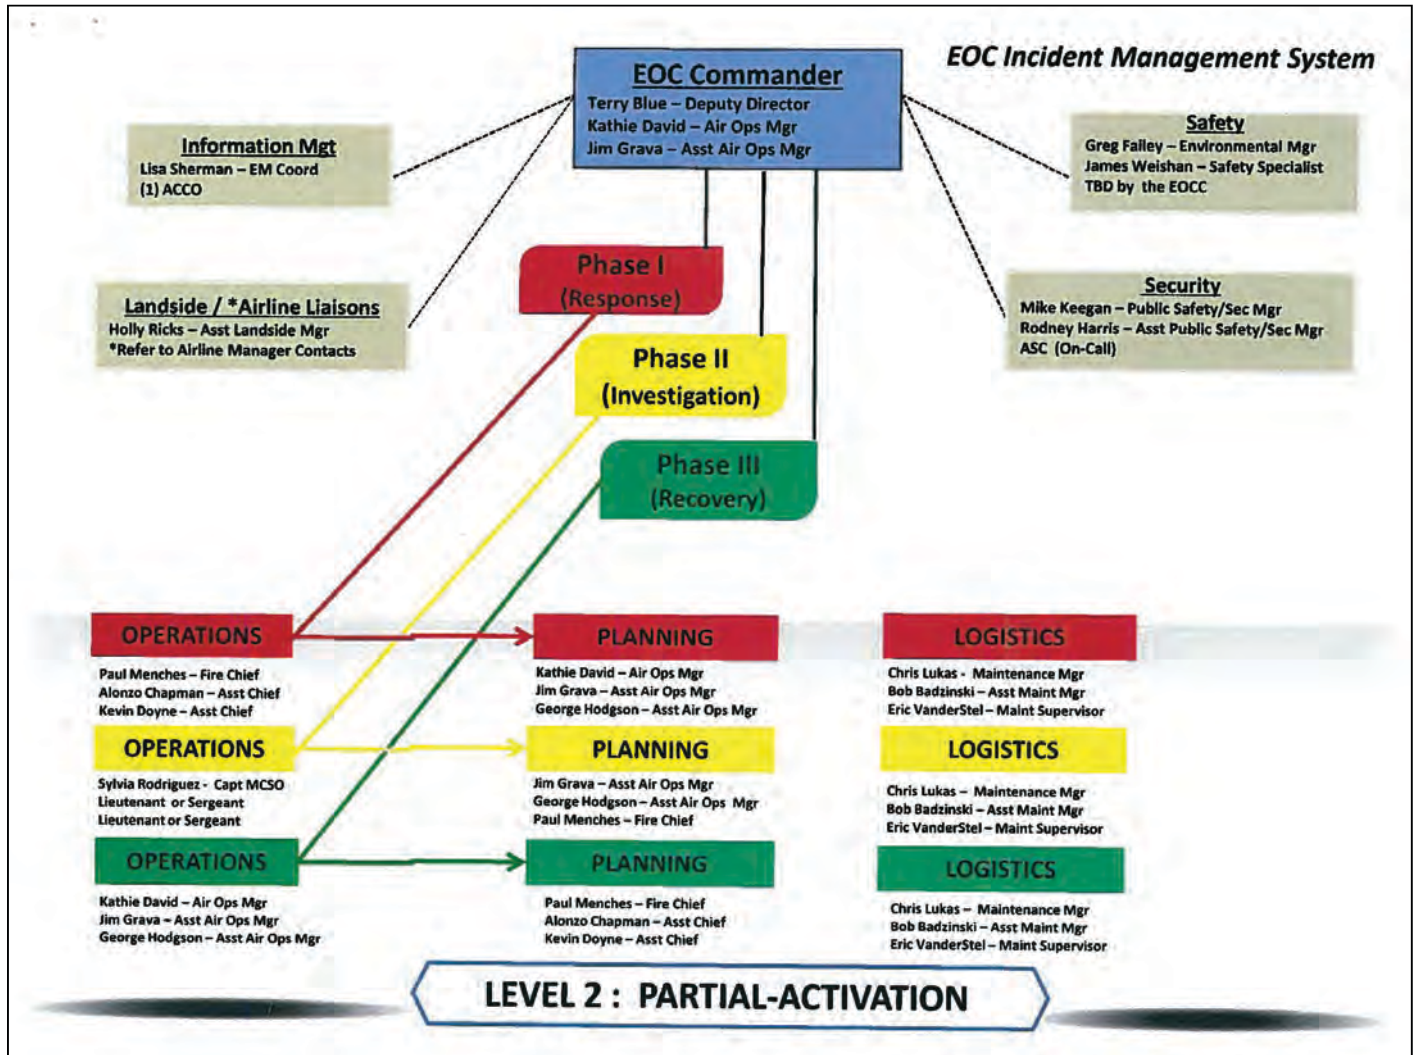 EOC Incident Management System
EOC Commander
Terry Blue – Deputy Director
Kathie David – Air Ops Mgr
Jim Grava – Asst Air Ops Mgr
Information Mgt
Lisa Sherman – EM Coord
(1) ACCO
Safety
Greg Failey – Environmental Mgr
James Weishan – Safety Specialist
TBD by the EOCC
Landside / *Airline Liaisons
Holly Ricks – Asst Landside Mgr
*Refer to Airline Manager Contacts
Security
Mike Keegan – Public Safety/Sec Mgr
Rodney Harris – Asst Public Safety/Sec Mgr
ASC (On-Call)
Phase I
(Response)
Phase II
(Investigation)
Phase III
(Recovery)
OPERATIONS
Paul Menches – Fire Chief
Alonzo Chapman – Asst Chief
Kevin Doyne – Asst Chief
PLANNING
Kathie David – Air Ops Mgr
Jim Grava – Asst Air Ops Mgr
George Hodgson – Asst Air Ops Mgr
LOGISTICS
Chris Lukas - Maintenance Mgr
Bob Badzinski – Asst Maint Mgr
Eric VanderStel – Maint Supervisor
OPERATIONS
Sylvia Rodriguez - Capt MCSO
Lieutenant or Sergeant
Lieutenant or Sergeant
PLANNING
Jim Grava – Asst Air Ops Mgr
George Hodgson – Asst Air Ops Mgr
Paul Menches – Fire Chief
LOGISTICS
Chris Lukas – Maintenance Mgr
Bob Badzinski – Asst Maint Mgr
Eric VanderStel – Maint Supervisor
OPERATIONS
Kathie David – Air Ops Mgr
Jim Grava – Asst Air Ops Mgr
George Hodgson – Asst Air Ops Mgr
PLANNING
Paul Menches – Fire Chief
Alonzo Chapman – Asst Chief
Kevin Doyne – Asst Chief
LOGISTICS
Chris Lukas – Maintenance Mgr
Bob Badzinski – Asst Maint Mgr
Eric VanderStel – Maint Supervisor
LEVEL 2 : PARTIAL-ACTIVATION